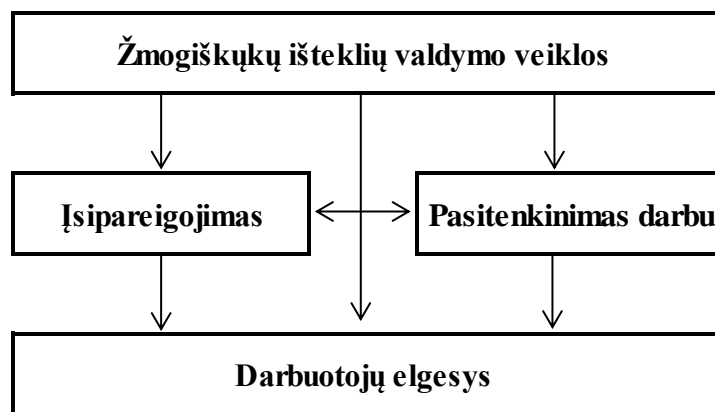 Žmogiškųkų išteklių valdymo veiklos
Įsipareigojimas
Pasitenkinimas darbu
Darbuotojų elgesys